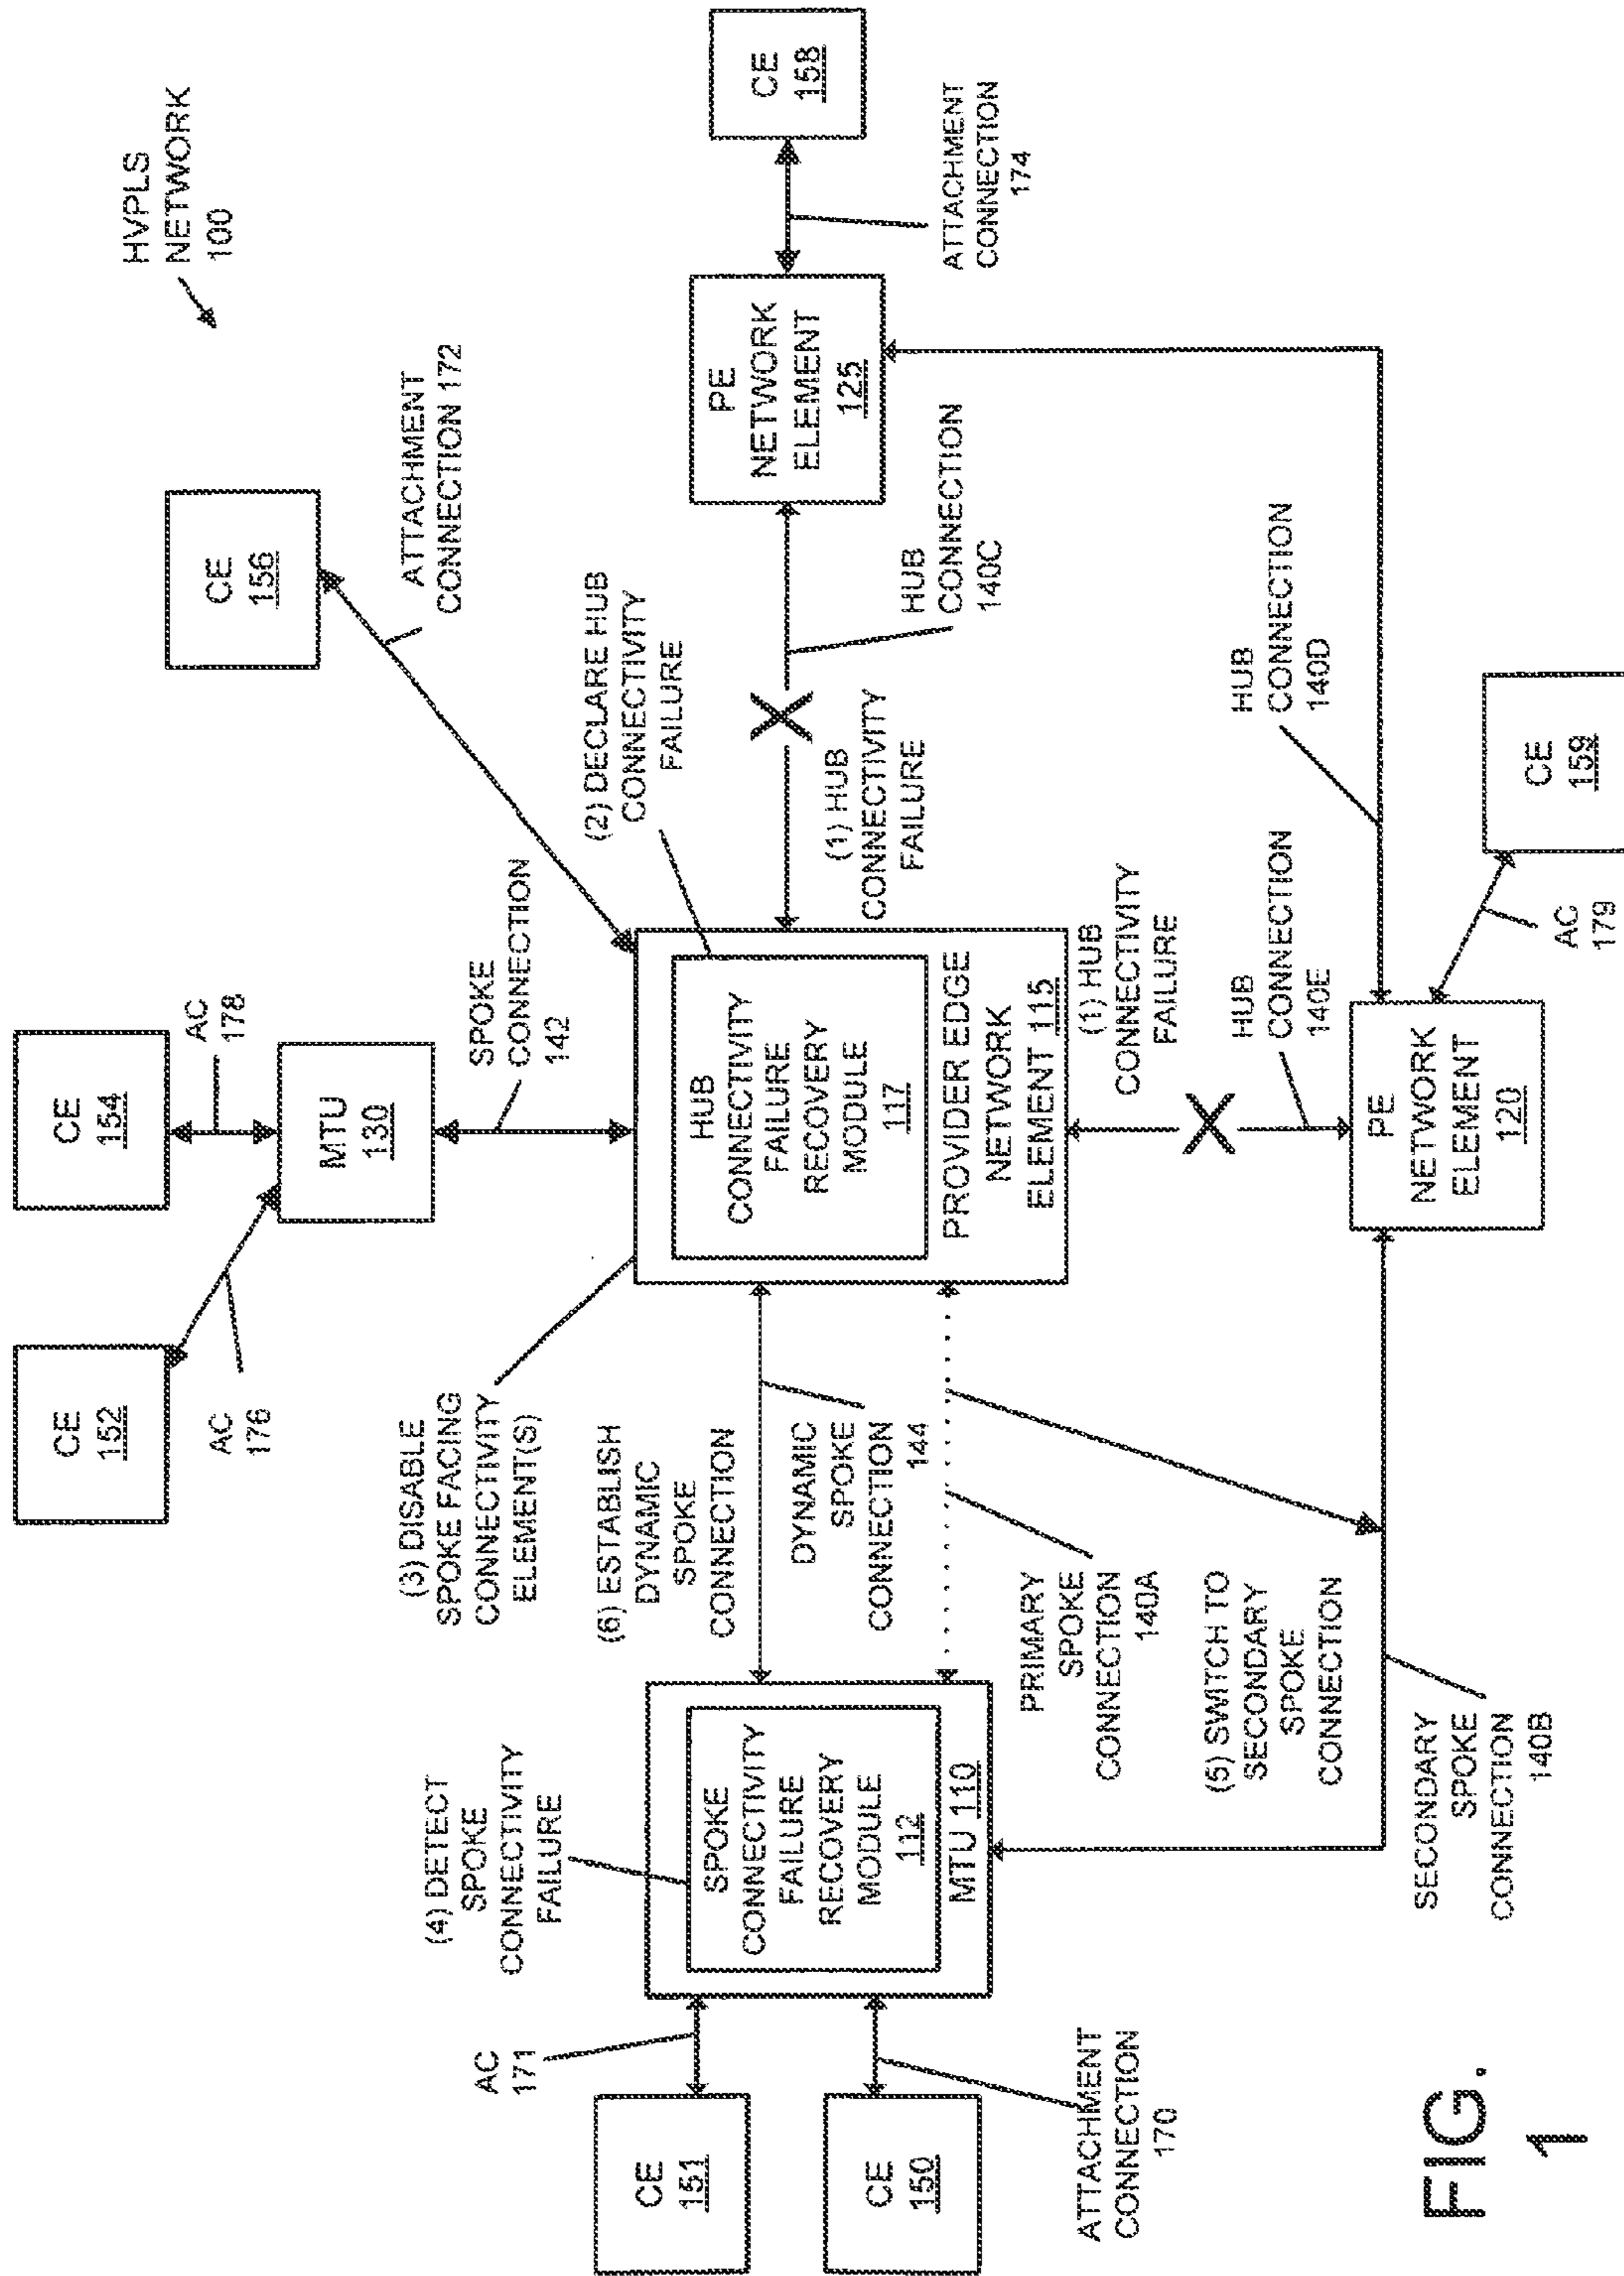 HVPLS
NETWORK
100
CE
152
CE
154
AC
176
AC
178
MTU
130
SPOKE
CONNECTION
142
CE
156
ATTACHMENT
CONNECTION 172
(2) DECLARE HUB
CONNECTIVITY
FAILURE
(3) DISABLE
SPOKE FACING
CONNECTIVITY
ELEMENT(S)
(4) DETECT
SPOKE
CONNECTIVITY
FAILURE
AC
171
CE
151
CE
150
ATTACHMENT
CONNECTION
170
SPOKE
CONNECTIVITY
FAILURE
RECOVERY
MODULE
112
MTU 110
(6) ESTABLISH
DYNAMIC
SPOKE
CONNECTION
DYNAMIC
SPOKE
CONNECTION
144
HUB
CONNECTIVITY
FAILURE
RECOVERY
MODULE
117
PROVIDER EDGE
NETWORK
ELEMENT 115
(1) HUB
CONNECTIVITY
FAILURE
HUB
CONNECTION
140C
PE
NETWORK
ELEMENT
125
CE
158
ATTACHMENT
CONNECTION
174
PRIMARY
SPOKE
CONNECTION
140A
(5) SWITCH TO
SECONDARY
SPOKE
CONNECTION
(1) HUB
CONNECTIVITY
FAILURE
HUB
CONNECTION
140E
HUB
CONNECTION
140D
SECONDARY
SPOKE
CONNECTION
140B
PE
NETWORK
ELEMENT
120
AC
179
CE
159
FIG.
1